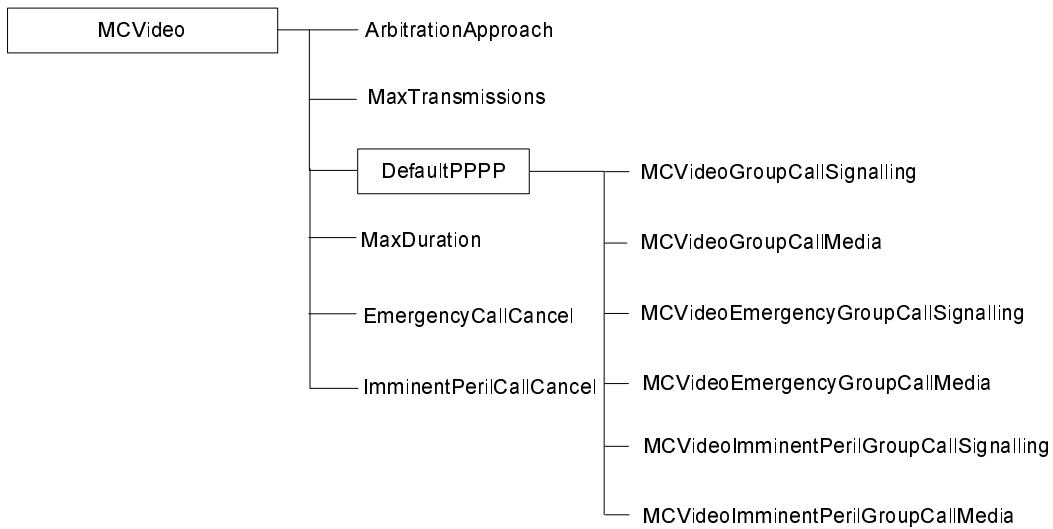 MCVideo
ArbitrationApproach
MaxTransmissions
DefaultPPPP
MaxDuration
EmergencyCallCancel
ImminentPerilCallCancel
MCVideoGroupCallSignalling
MCVideoGroupCallMedia
MCVideoEmergencyGroupCallSignalling
MCVideoEmergencyGroupCallMedia
MCVideoImminentPerilGroupCallSignalling
MCVideoImminentPerilGroupCallMedia